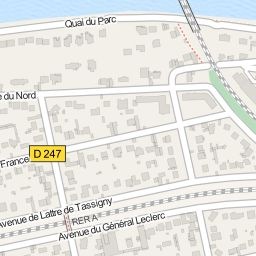 Quai du Parc
e du Nord
D 247
France
Avenue de Lattre de Tassigny
RER A
Avenue du Général Leclerc